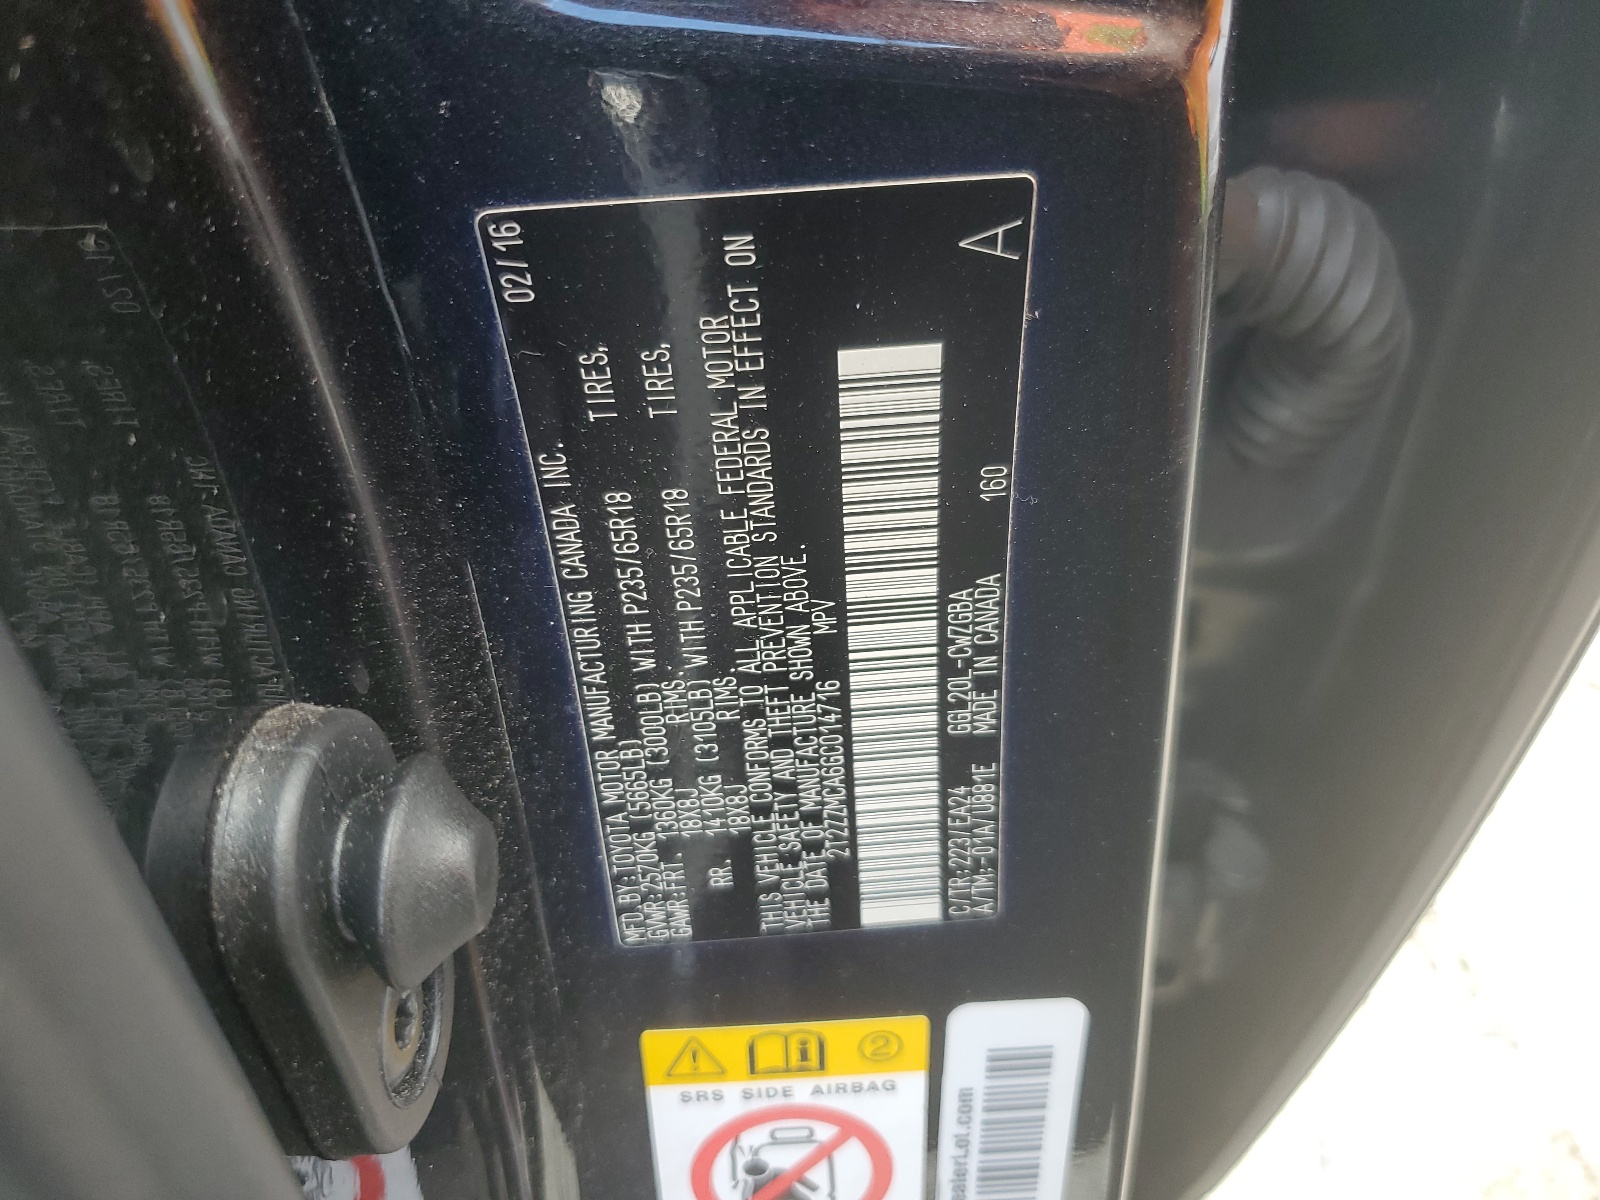 02/16
MFD. BY: TOYOTA MOTOR MANUFACTURING CANADA INC.
GVWR: 2570KG (5665LB)
GAWR: FRT. 1360KG (3000LB) WITH P235/65R18 TIRES,
18X8J RIMS.
RR. 1410KG (3105LB) WITH P235/65R18 TIRES,
18X8J RIMS.
THIS VEHICLE CONFORMS TO ALL APPLICABLE FEDERAL MOTOR
VEHICLE SAFETY AND THEFT PREVENTION STANDARDS IN EFFECT ON
THE DATE OF MANUFACTURE SHOWN ABOVE.
2T2ZZMCA6GC014716 MPV
C/TR: 223/EA24 GGL20L-CWZGBA 160
A/TM: -01A/U881E MADE IN CANADA
A
2
SRS SIDE AIRBAG
ealerLot.com